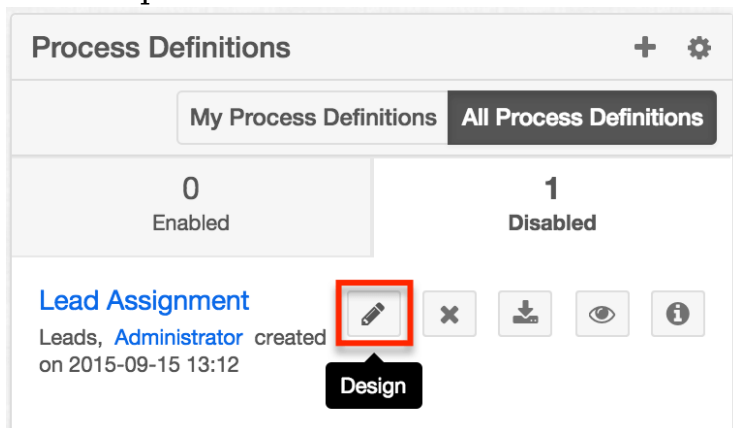 Process Definitions
My Process Definitions All Process Definitions
0 1
Enabled Disabled
Lead Assignment
Leads, Administrator created
on 2015-09-15 13:12
Design